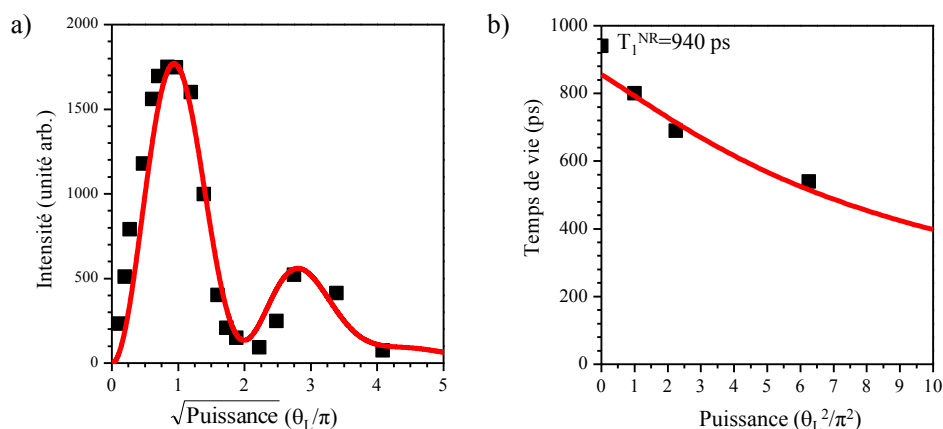 a)
Intensité (unité arb.)
2000
1500
1000
500
0
0 1 2 3 4 5
√Puissance (θL/π)
b)
T1NR=940 ps
Temps de vie (ps)
1000
800
600
400
200
0
0 1 2 3 4 5 6 7 8 9 10
Puissance (θL2/π2)